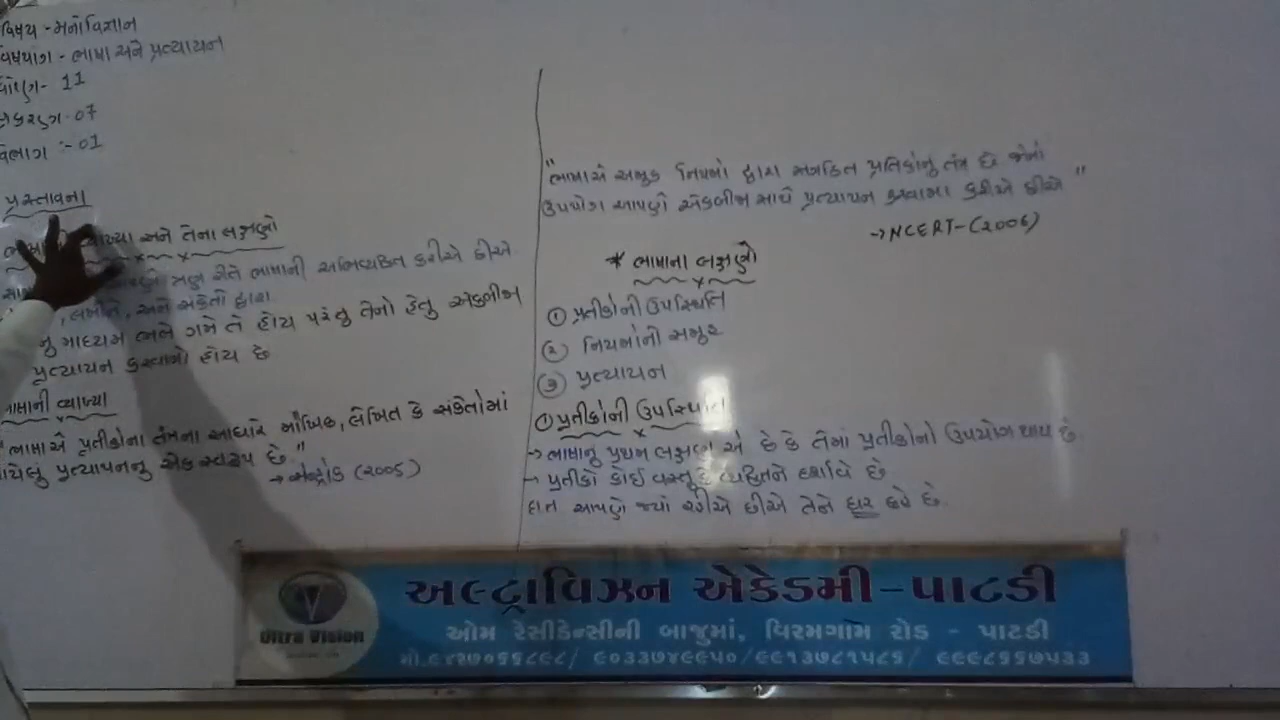 વિષય - મનોવિજ્ઞાન
વિષયાંગ - ભાષા અને પ્રત્યાયન
ધોરણ - 11
પ્રકરણ - 07
વિભાગ :- 01
પ્રસ્તાવના
વ્યાખ્યા અને તેના લક્ષણો
ત્રણ રીતે ભાષાની અભિવ્યક્તિ કરીએ છીએ
, લખીને, અને સંકેતો દ્વારા.
નુ માધ્યમ ભલે ગમે તે હોય પરંતુ તેનો હેતુ એકબીજા
પ્રત્યાયન કરવાનો હોય છે
ભાષાની વ્યાખ્યા
"ભાષા એ પ્રતીકોના તંત્રના આધારે મૌખિક, લેખિત કે સંકેતોમાં
થાયેલું પ્રત્યાયનનુ એક સ્વરૂપ છે."
→ સેન્ટ્રોક (2005)
"ભાષા એ અમુક નિયમો દ્વારા સંગઠિત પ્રતિકોનુ તંત્ર છે જેનો
ઉપયોગ આપણે એકબીજા સાથે પ્રત્યાયન કરવામા કરીએ છીએ"
→ NCERT-(2006)
* ભાષાના લક્ષણો
① પ્રતીકોની ઉપસ્થિતિ
② નિયમોનો સમૂહ
③ પ્રત્યાયન
① પ્રતીકોની ઉપસ્થિતિ
→ ભાષાનુ પ્રથમ લક્ષણ એ છે કે તેમાં પ્રતીકોનો ઉપયોગ થાય છે.
→ પ્રતીકો કોઈ વસ્તુ કે વ્યક્તિને દર્શાવે છે
દા.ત આપણે જ્યાં રહીએ છીએ તેને ઘર કહે છે.
અલ્ટ્રાવિઝન એકેડમી-પાટડી
ઓમ રેસીડેન્સીની બાજુમાં, વિરમગામ રોડ - પાટડી
Ultra Vision